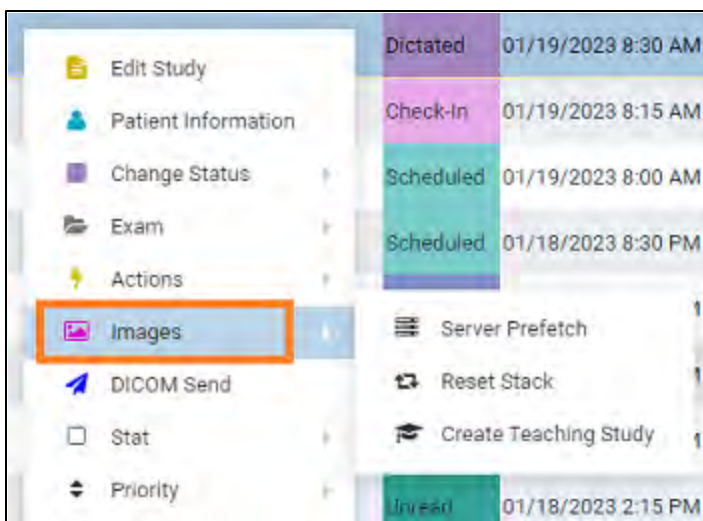 Edit Study
Patient Information
Change Status
Exam
Actions
Images
DICOM Send
Stat
Priority
Server Prefetch
Reset Stack
Create Teaching Study
Dictated 01/19/2023 8:30 AM
Check-In 01/19/2023 8:15 AM
Scheduled 01/19/2023 8:00 AM
Scheduled 01/18/2023 8:30 PM
Unread 01/18/2023 2:15 PM